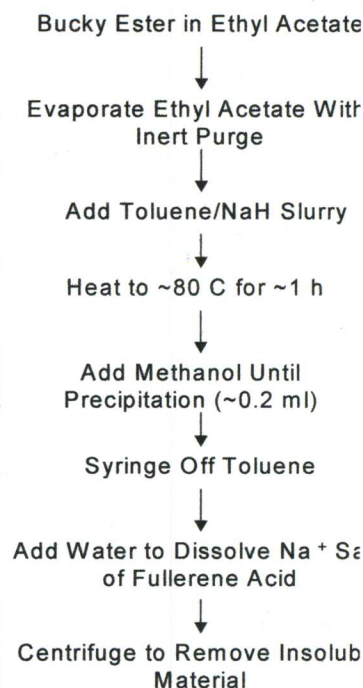 Bucky Ester in Ethyl Acetate
Evaporate Ethyl Acetate With
Inert Purge
Add Toluene/NaH Slurry
Heat to ~80 C for ~1 h
Add Methanol Until
Precipitation (~0.2 ml)
Syringe Off Toluene
Add Water to Dissolve Na +
of Fullerene Acid
Centrifuge to Remove
Material